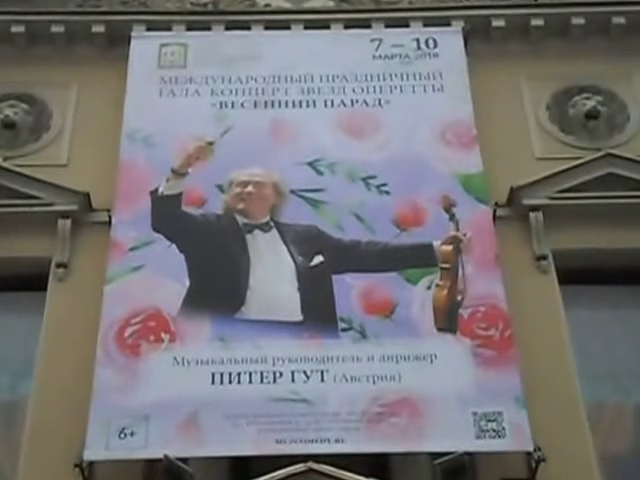 7 – 10
МАРТА 2018
МЕЖДУНАРОДНЫЙ ПРАЗДНИЧНЫЙ
ГАЛА-КОНЦЕРТ ЗВЕЗД ОПЕРЕТТЫ
«ВЕСЕННИЙ ПАРАД»
Музыкальный руководитель и дирижер
ПИТЕР ГУТ (Австрия)
6+
MUZCOMEDY.RU